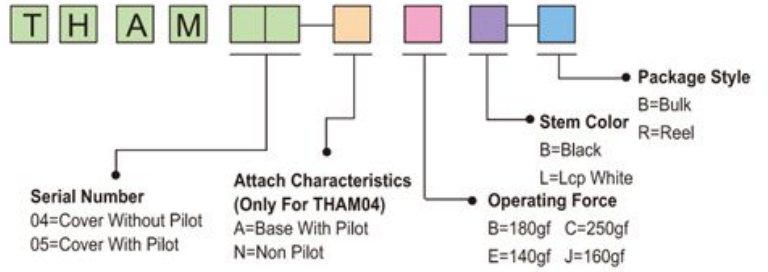 T H A M
Package Style
B=Bulk
R=Reel
Stem Color
B=Black
L=Lcp White
Operating Force
B=180gf C=250gf
E=140gf J=160gf
Attach Characteristics
(Only For THAM04)
A=Base With Pilot
N=Non Pilot
Serial Number
04=Cover Without Pilot
05=Cover With Pilot